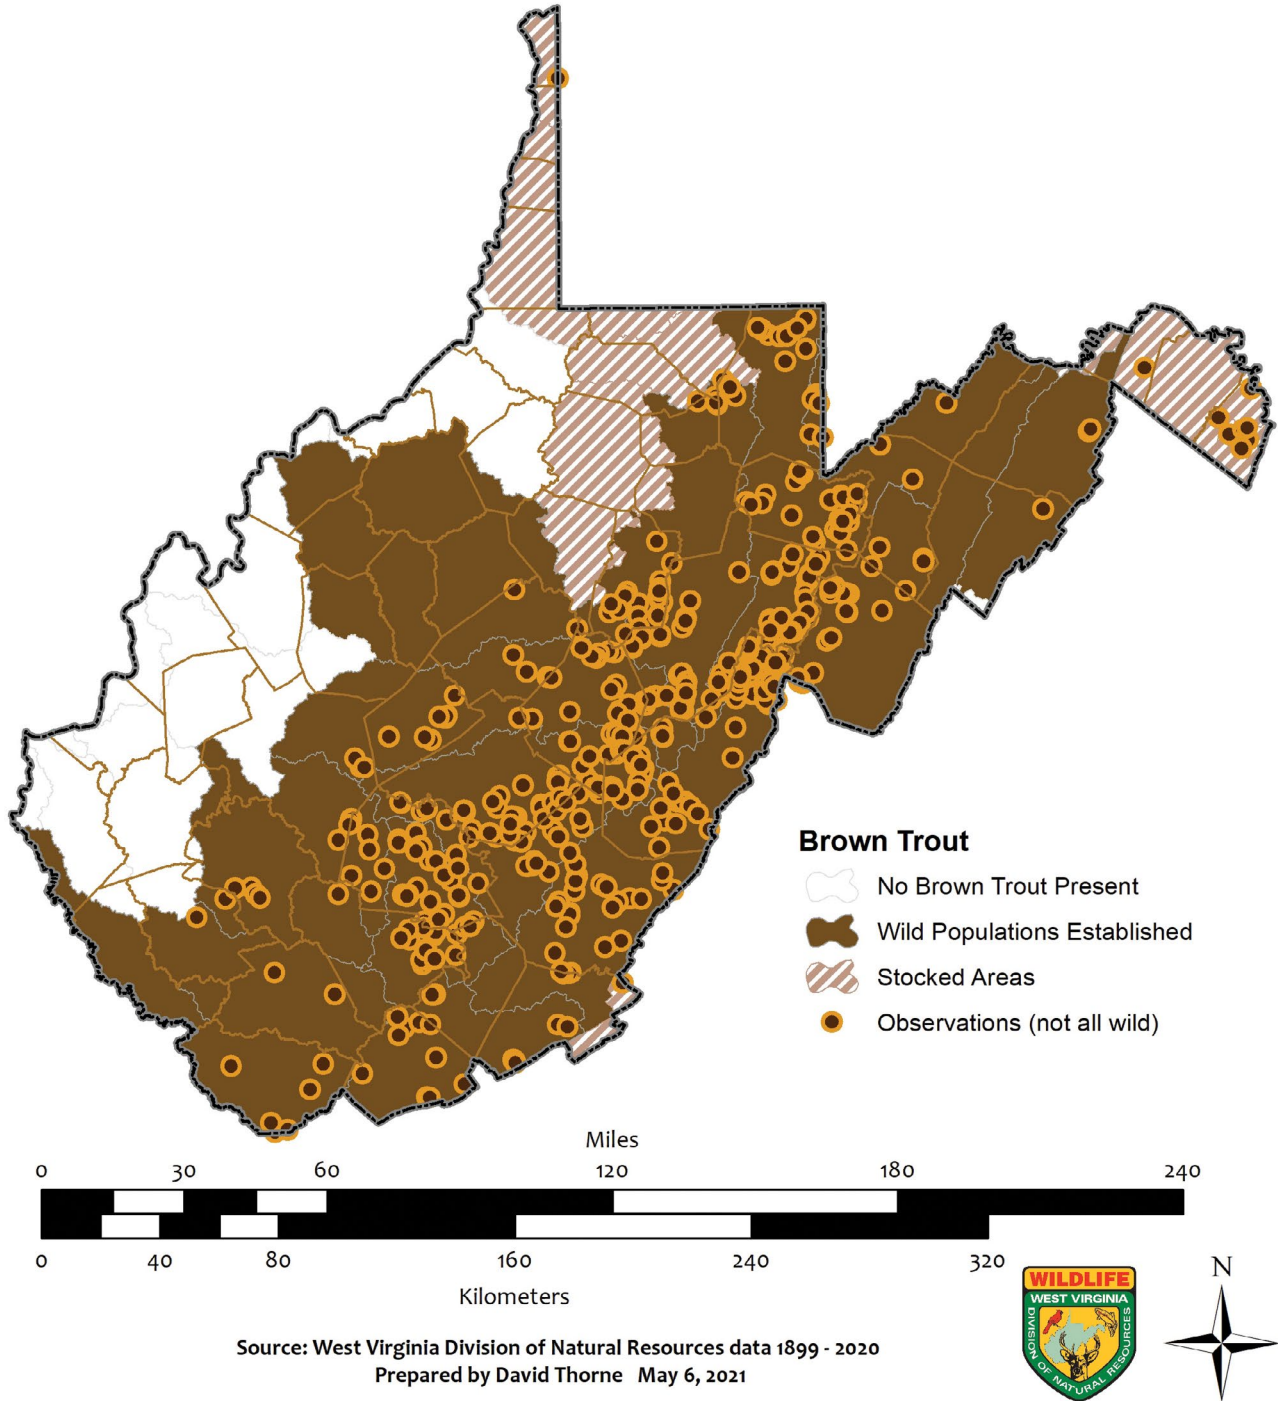 Brown Trout
No Brown Trout Present
Wild Populations Established
Stocked Areas
Observations (not all wild)
Miles
0 30 60 120 180 240
0 40 80 160 240 320
Kilometers
Source: West Virginia Division of Natural Resources data 1899 - 2020
Prepared by David Thorne May 6, 2021
WILDLIFE
WEST VIRGINIA
DIVISION OF NATURAL RESOURCES
N